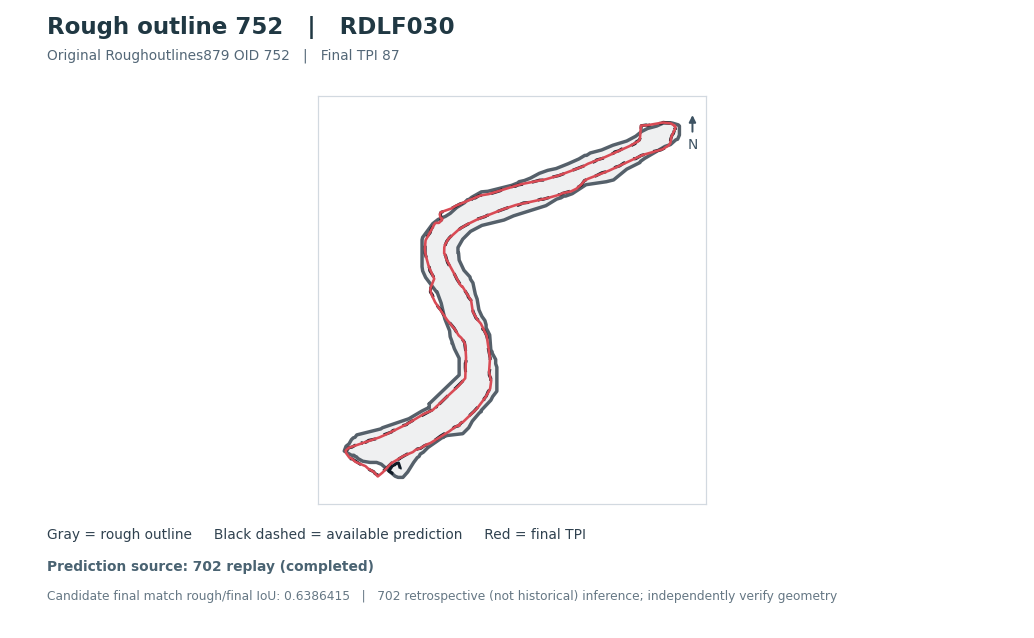 Rough outline 752   |   RDLF030
Original Roughoutlines879 OID 752   |   Final TPI 87
N
Gray = rough outline     Black dashed = available prediction     Red = final TPI
Prediction source: 702 replay (completed)
Candidate final match rough/final IoU: 0.6386415   |   702 retrospective (not historical) inference; independently verify geometry